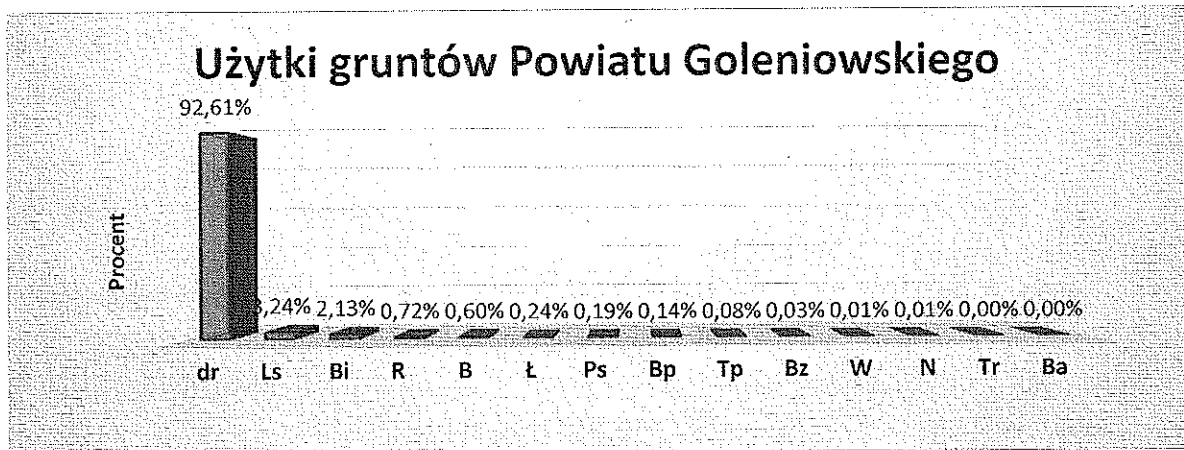 Użytki gruntów Powiatu Goleniowskiego
92,61%
Procent
3,24% 2,13% 0,72% 0,60% 0,24% 0,19% 0,14% 0,08% 0,03% 0,01% 0,01% 0,00% 0,00%
dr Ls Bi R B Ł Ps Bp Tp Bz W N Tr Ba